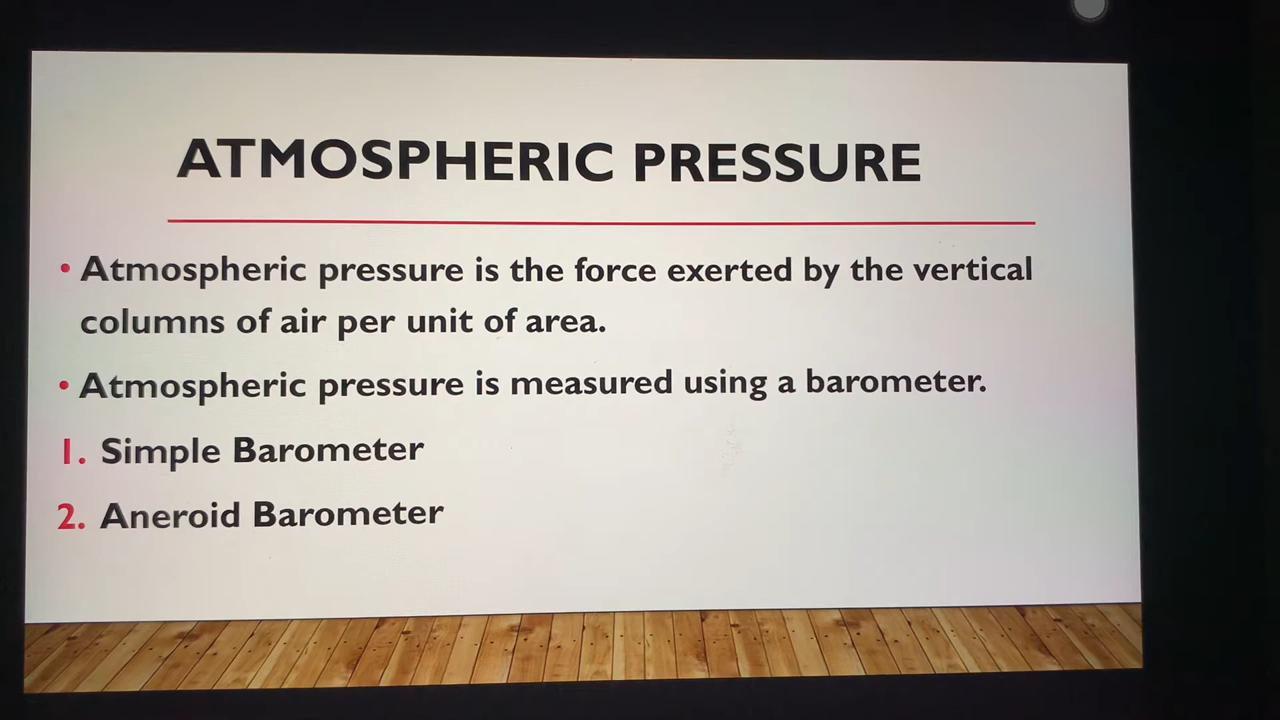 ATMOSPHERIC PRESSURE
• Atmospheric pressure is the force exerted by the vertical
columns of air per unit of area.
• Atmospheric pressure is measured using a barometer.
1. Simple Barometer
2. Aneroid Barometer